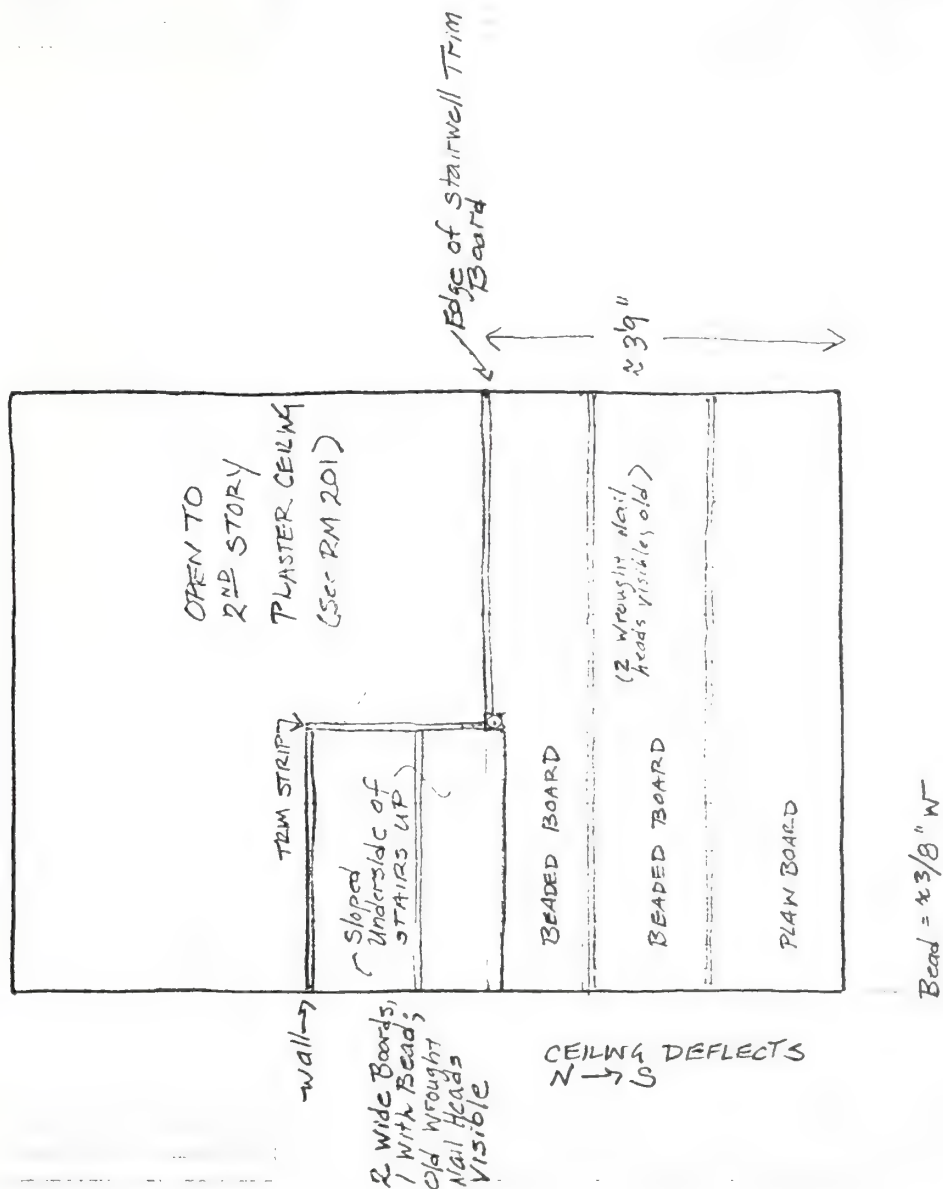 OPEN TO
2ND STORY
PLASTER CEILING
(See RM 201)
Edge of stairwell Trim
Board
TRIM STRIP
wall→
(Sloped
Underside of
STAIRS UP)
2 Wide Boards,
1 With Bead;
Old Wrought
Nail Heads
Visible
≈ 3'9"
(2 wrought Nail
heads visible, old)
BEADED BOARD
BEADED BOARD
PLAIN BOARD
CEILING DEFLECTS
N → S
Bead = ≈ 3/8" W